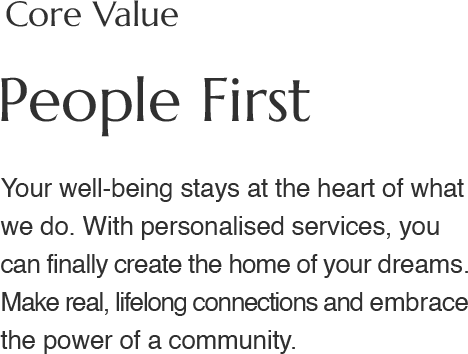 Core Value
People First
Your well-being stays at the heart of what
we do. With personalised services, you
can finally create the home of your dreams.
Make real, lifelong connections and embrace
the power of a community.